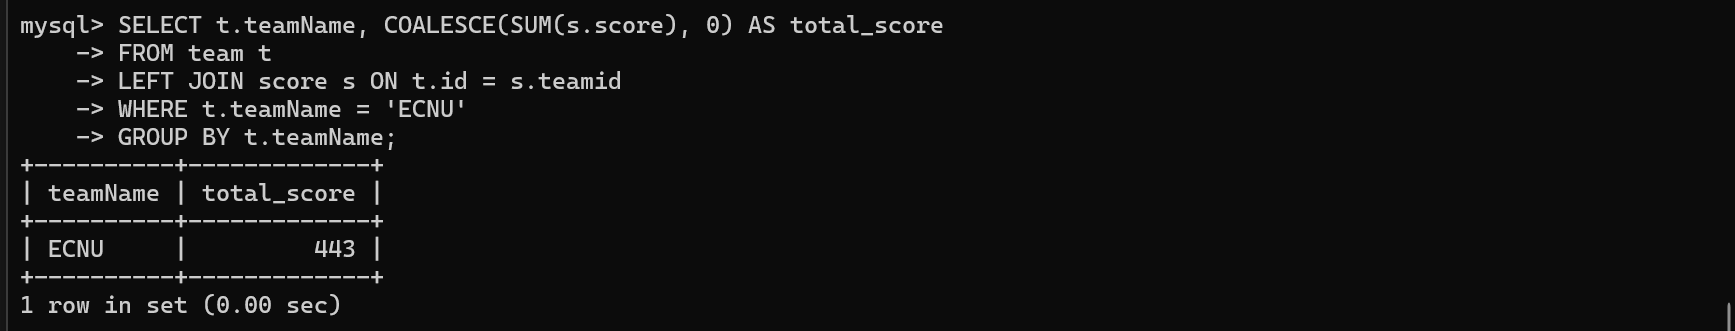 mysql> SELECT t.teamName, COALESCE(SUM(s.score), 0) AS total_score
    -> FROM team t
    -> LEFT JOIN score s ON t.id = s.teamid
    -> WHERE t.teamName = 'ECNU'
    -> GROUP BY t.teamName;
+----------+-------------+
| teamName | total_score |
+----------+-------------+
| ECNU     |         443 |
+----------+-------------+
1 row in set (0.00 sec)